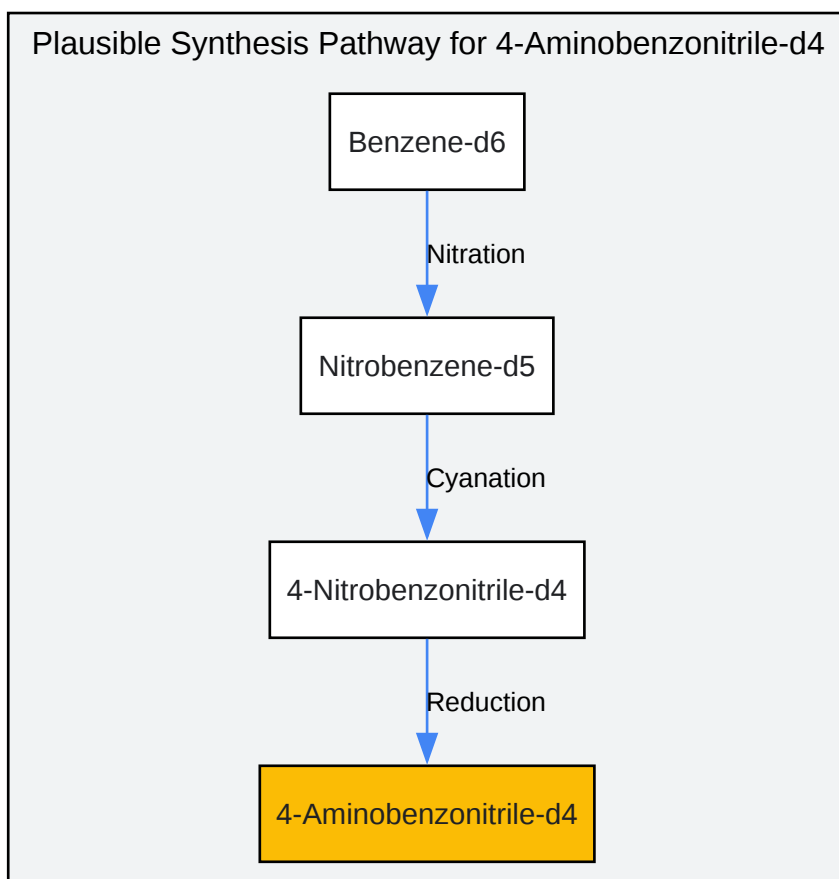 Plausible Synthesis Pathway for 4-Aminobenzonitrile-d4
Benzene-d6
Nitration
Nitrobenzene-d5
Cyanation
4-Nitrobenzonitrile-d4
Reduction
4-Aminobenzonitrile-d4